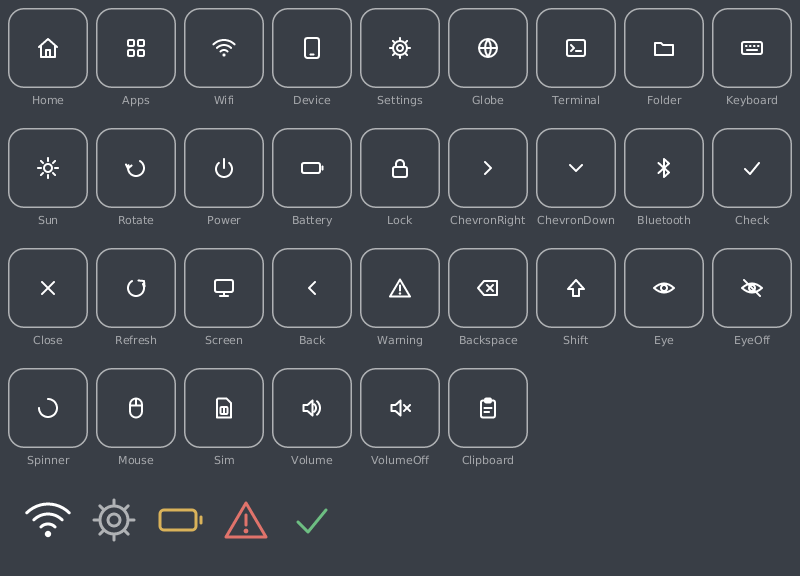 Home Apps Wifi Device Settings Globe Terminal Folder Keyboard
Sun Rotate Power Battery Lock ChevronRight ChevronDown Bluetooth Check
Close Refresh Screen Back Warning Backspace Shift Eye EyeOff
Spinner Mouse Sim Volume VolumeOff Clipboard